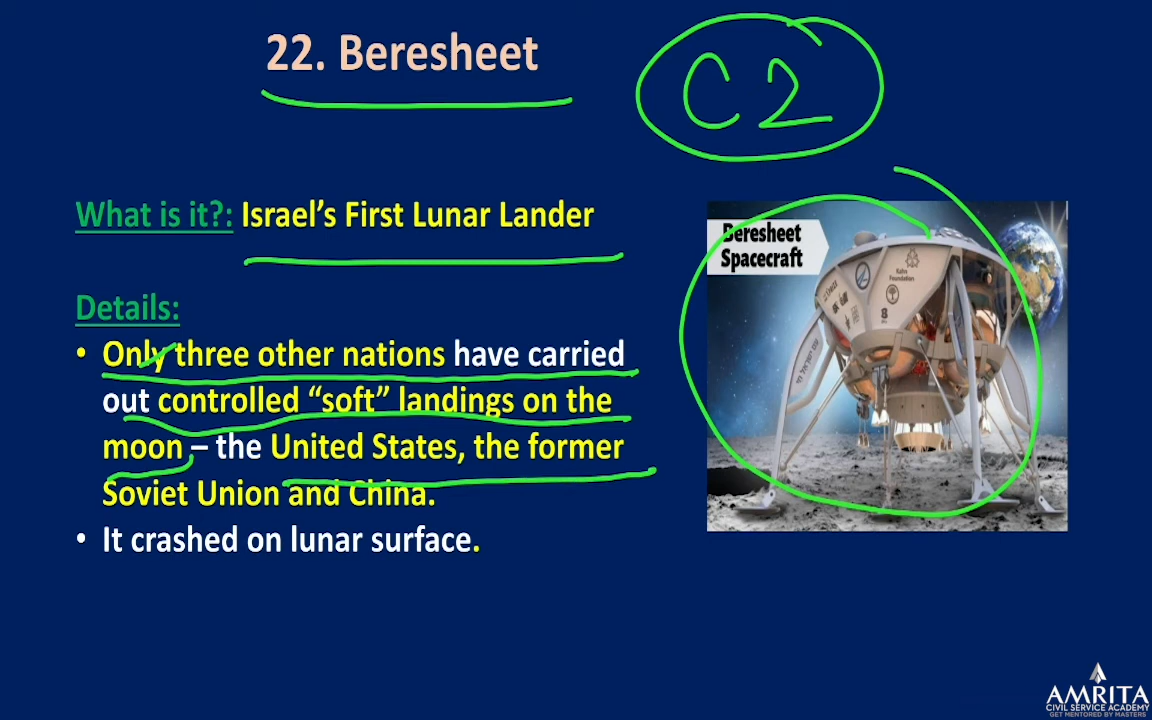 22. Beresheet
C2
What is it?: Israel's First Lunar Lander
Beresheet
Spacecraft
Details:
• Only three other nations have carried
out controlled “soft” landings on the
moon – the United States, the former
Soviet Union and China.
• It crashed on lunar surface.
AMRITA
CIVIL SERVICE ACADEMY
GET MENTORED BY MASTERS